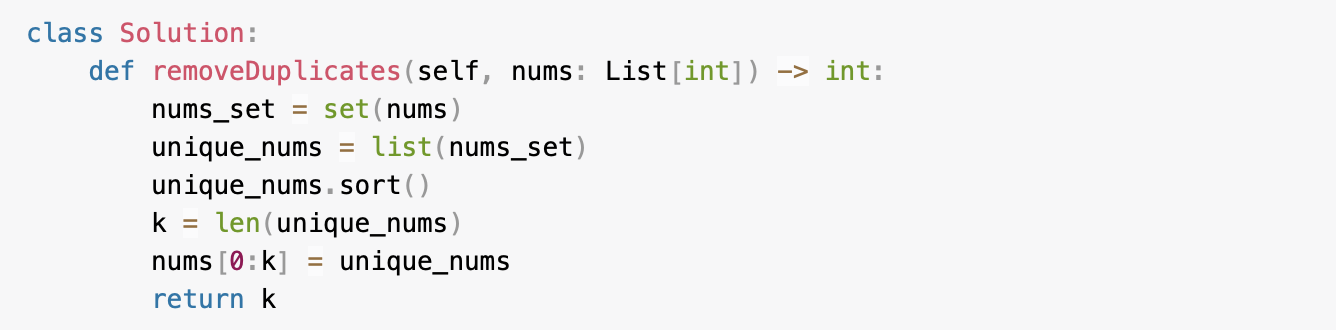 class Solution:
    def removeDuplicates(self, nums: List[int]) -> int:
        nums_set = set(nums)
        unique_nums = list(nums_set)
        unique_nums.sort()
        k = len(unique_nums)
        nums[0:k] = unique_nums
        return k